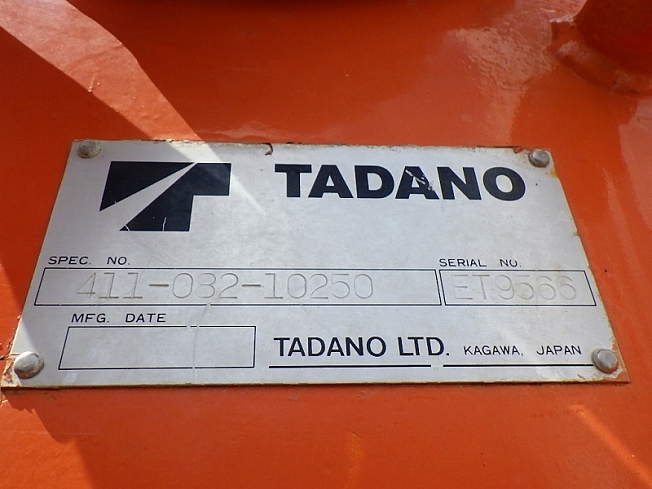 TADANO
SPEC. NO.
SERIAL NO.
411-082-10250
ET9566
MFG. DATE
TADANO LTD. KAGAWA, JAPAN